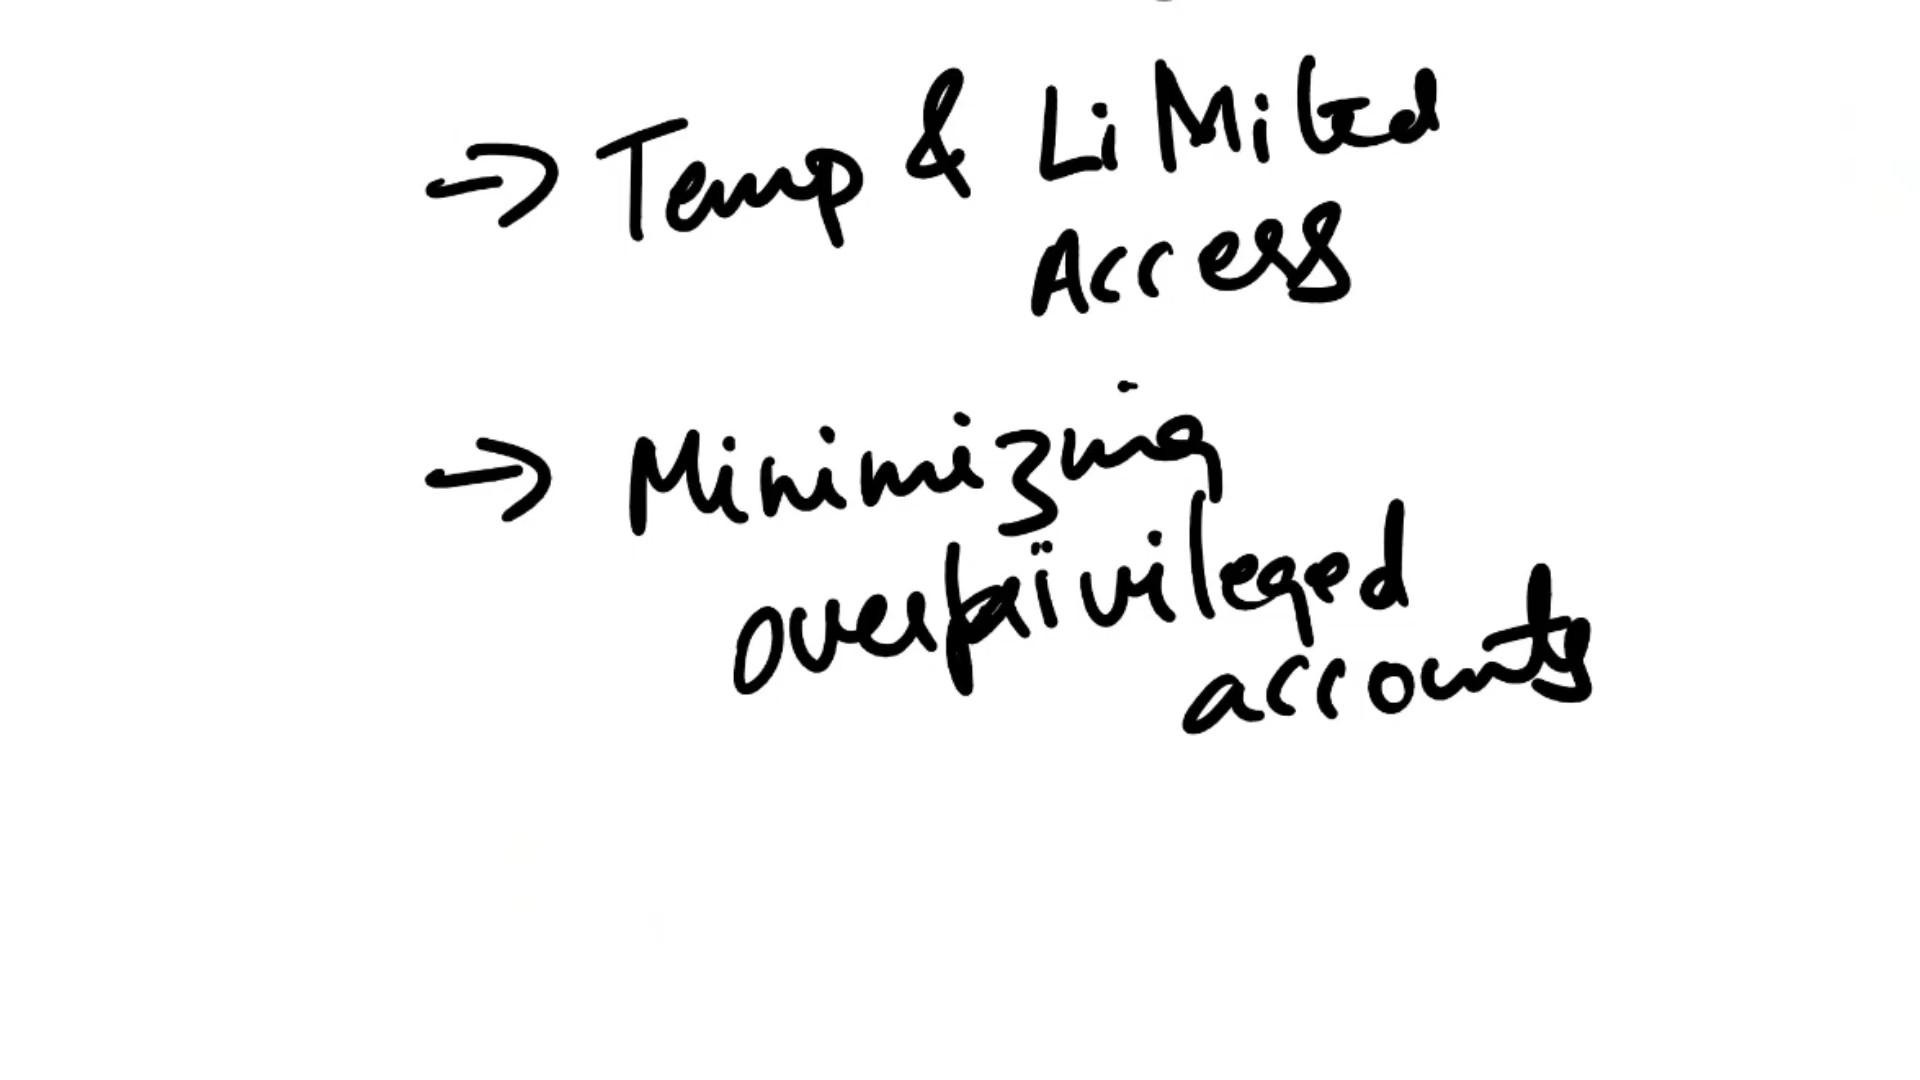 → Temp & LiMited
Access
→ Minimizing
overprivileged
accounts